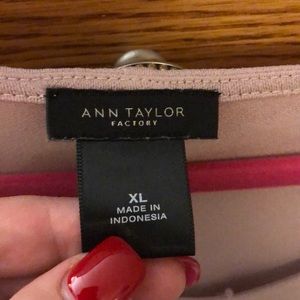 ANN TAYLOR
FACTORY
XL
MADE IN
INDONESIA